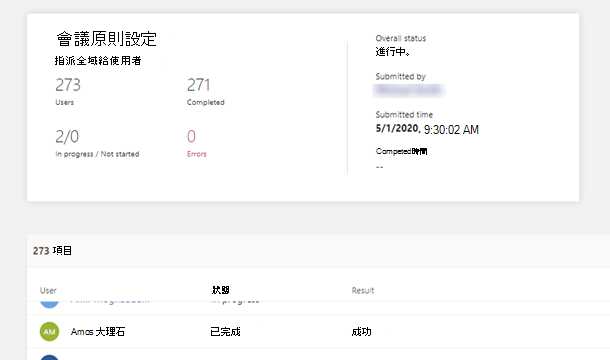 會議原則設定
指派全域給使用者
273
Users
271
Completed
2/0
In progress / Not started
0
Errors
Overall status
進行中。
Submitted by
Submitted time
5/1/2020, 9:30:02 AM
Competed時間
--
273 項目
User 狀態 Result
In progress
AM Amos 大理石 已完成 成功